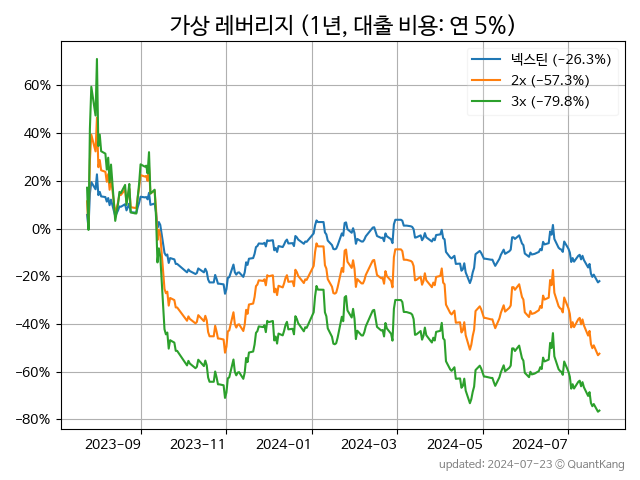 가상 레버리지 (1년, 대출 비용: 연 5%)
넥스틴 (−26.3%)
2x (−57.3%)
3x (−79.8%)
60%
40%
20%
0%
−20%
−40%
−60%
−80%
2023-09
2023-11
2024-01
2024-03
2024-05
2024-07
updated: 2024-07-23 © QuantKang